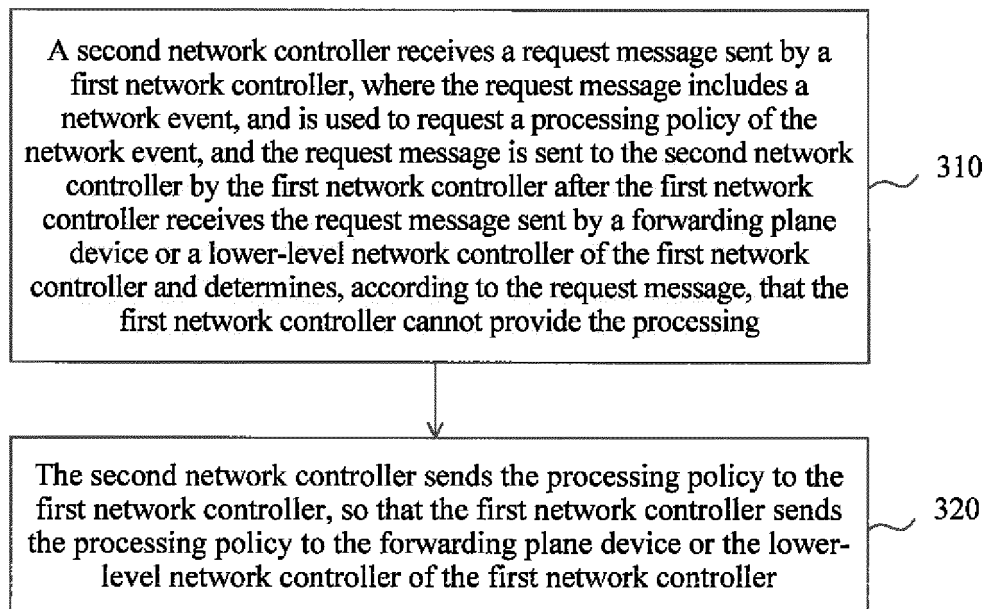 A second network controller receives a request message sent by a
first network controller, where the request message includes a
network event, and is used to request a processing policy of the
network event, and the request message is sent to the second network
controller by the first network controller after the first network
controller receives the request message sent by a forwarding plane
device or a lower-level network controller of the first network
controller and determines, according to the request message, that the
first network controller cannot provide the processing
310
The second network controller sends the processing policy to the
first network controller, so that the first network controller sends
the processing policy to the forwarding plane device or the lower-
level network controller of the first network controller
320